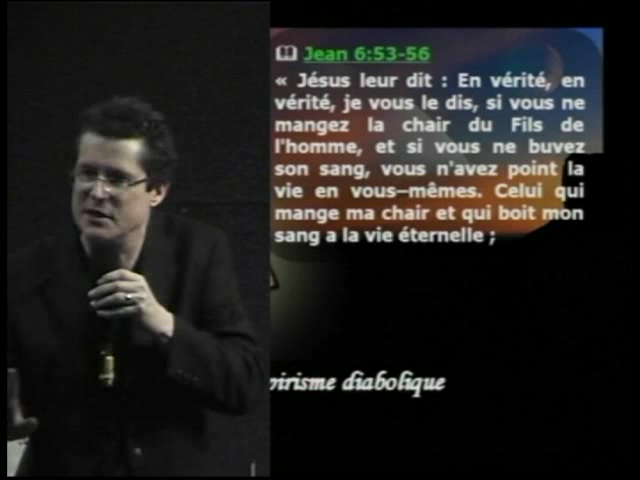 Jean 6:53-56
« Jésus leur dit : En vérité, en
vérité, je vous le dis, si vous ne
mangez la chair du Fils de
l'homme, et si vous ne buvez
son sang, vous n'avez point la
vie en vous–mêmes. Celui qui
mange ma chair et qui boit mon
sang a la vie éternelle ;
diabolique